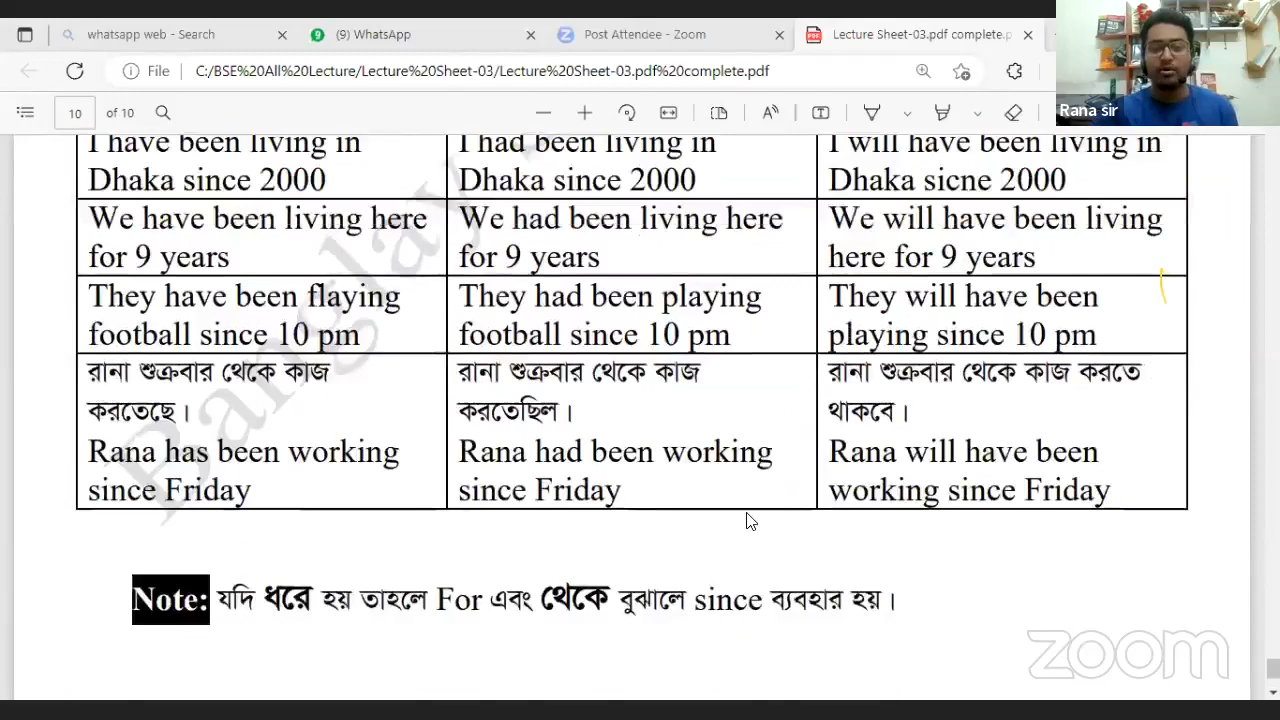 whatsapp web - Search
(9) WhatsApp
Post Attendee - Zoom
Lecture Sheet-03.pdf complete.p
File
C:/BSE%20All%20Lecture/Lecture%20Sheet-03/Lecture%20Sheet-03.pdf%20complete.pdf
Rana sir
10 of 10
I have been living in
Dhaka since 2000
I had been living in
Dhaka since 2000
I will have been living in
Dhaka sicne 2000
We have been living here
for 9 years
We had been living here
for 9 years
We will have been living
here for 9 years
They have been flaying
football since 10 pm
They had been playing
football since 10 pm
They will have been
playing since 10 pm
রানা শুক্রবার থেকে কাজ
করতেছে।
Rana has been working
since Friday
রানা শুক্রবার থেকে কাজ
করতেছিল।
Rana had been working
since Friday
রানা শুক্রবার থেকে কাজ করতে
থাকবে।
Rana will have been
working since Friday
Banglay
Note: যদি ধরে হয় তাহলে For এবং থেকে বুঝালে since ব্যবহার হয়।
zoom